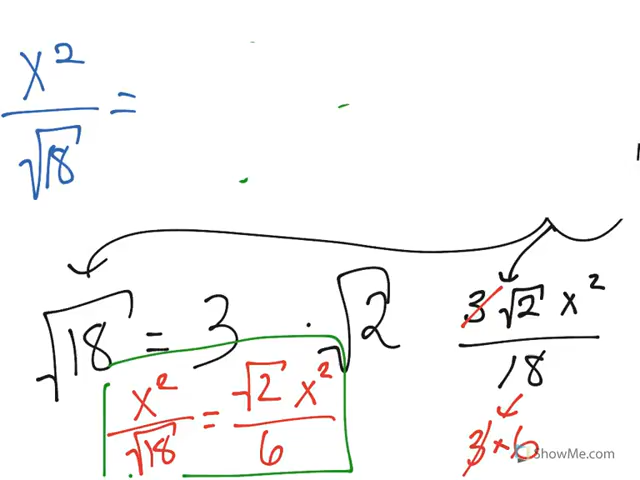 x²/√18 =
√18 = 3 · √2
3√2 x²/18
3 × 6
x²/√18 = √2 x²/6
ShowMe.com